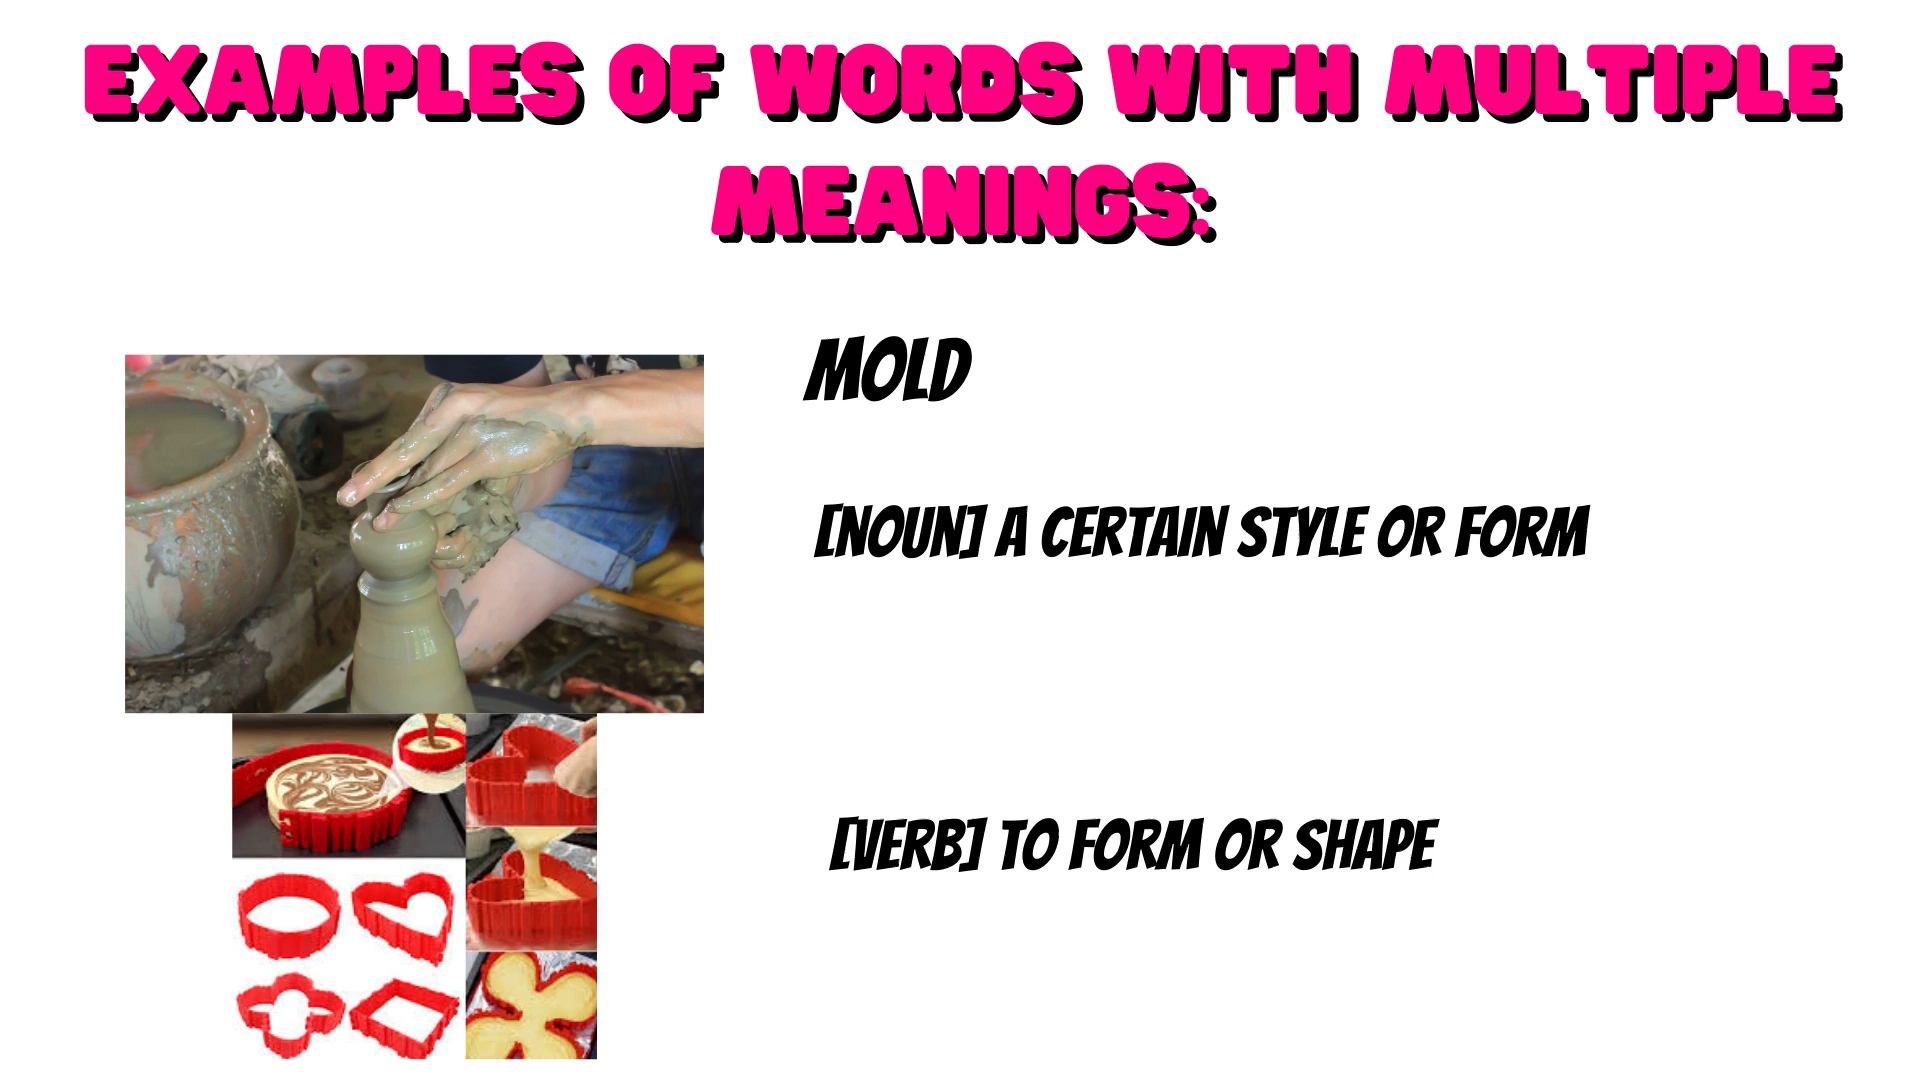 EXAMPLES OF WORDS WITH MULTIPLE
MEANINGS:
MOLD
[NOUN] A CERTAIN STYLE OR FORM
[VERB] TO FORM OR SHAPE